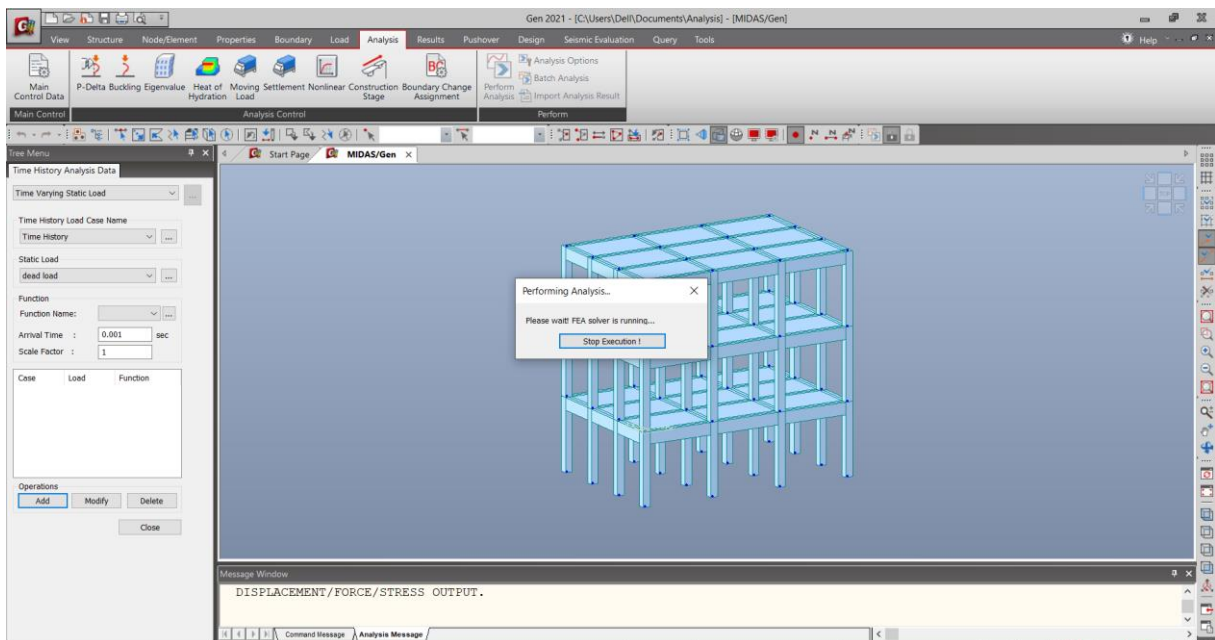 Gen 2021 - [C:\Users\Dell\Documents\Analysis] - [MIDAS/Gen]
View Structure Node/Element Properties Boundary Load Analysis Results Pushover Design Seismic Evaluation Query Tools Help
Main Control Data
P-Delta Buckling Eigenvalue Heat of Hydration Moving Load Settlement Nonlinear Construction Stage Boundary Change Assignment
Perform Analysis
Analysis Options
Batch Analysis
Import Analysis Result
Main Control Analysis Control Perform
Tree Menu
Start Page MIDAS/Gen
Time History Analysis Data
Time Varying Static Load
Time History Load Case Name
Time History
Static Load
dead load
Function
Function Name:
Arrival Time : 0.001 sec
Scale Factor : 1
Case Load Function
Operations
Add Modify Delete
Close
Performing Analysis...
Please wait! FEA solver is running...
Stop Execution !
Message Window
DISPLACEMENT/FORCE/STRESS OUTPUT.
Command Message Analysis Message